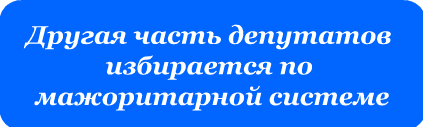 Другая часть депутатов
избирается по
мажоритарной системе